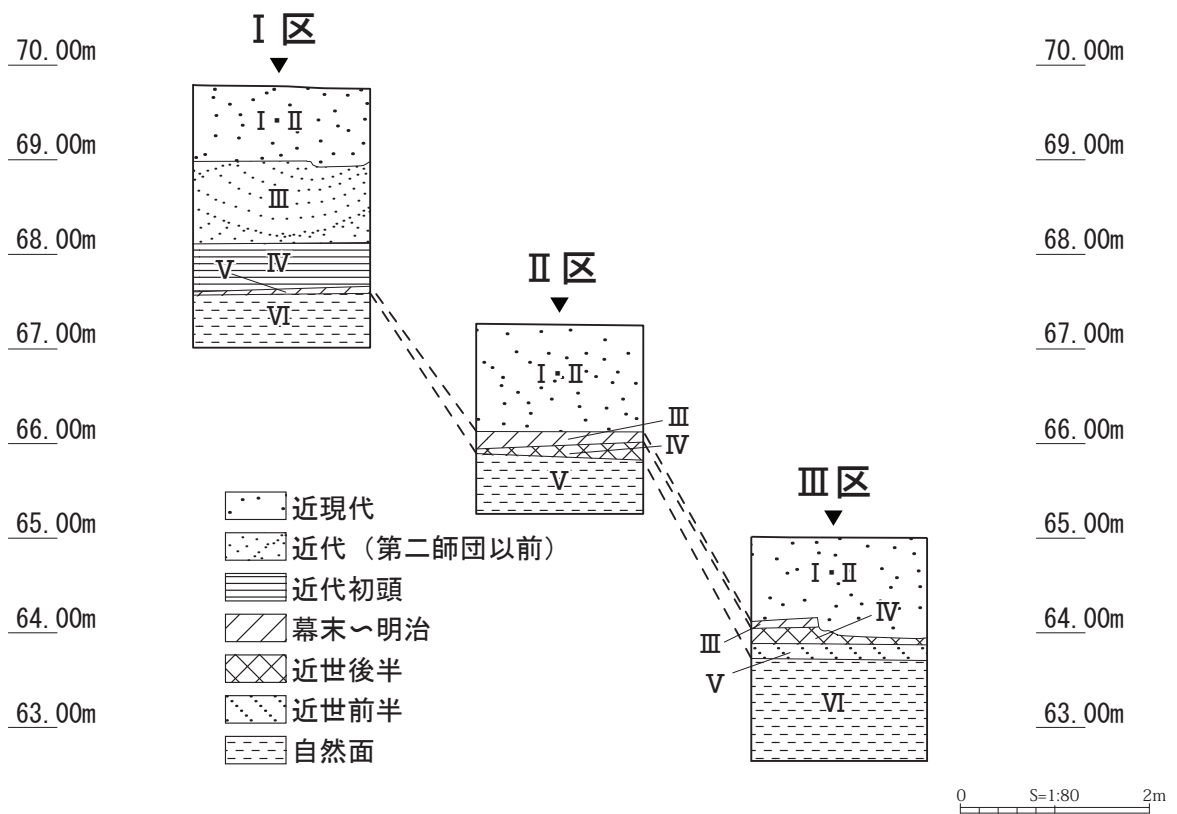 Ⅰ区
70.00m
70.00m
Ⅰ・Ⅱ
69.00m
69.00m
Ⅲ
68.00m
68.00m
Ⅴ
Ⅳ
Ⅵ
Ⅱ区
67.00m
67.00m
Ⅰ・Ⅱ
66.00m
66.00m
Ⅲ
Ⅳ
Ⅴ
Ⅲ区
65.00m
65.00m
Ⅰ・Ⅱ
64.00m
64.00m
Ⅳ
Ⅲ
Ⅴ
Ⅵ
63.00m
63.00m
近現代
近代（第二師団以前）
近代初頭
幕末～明治
近世後半
近世前半
自然面
0 S=1:80 2m